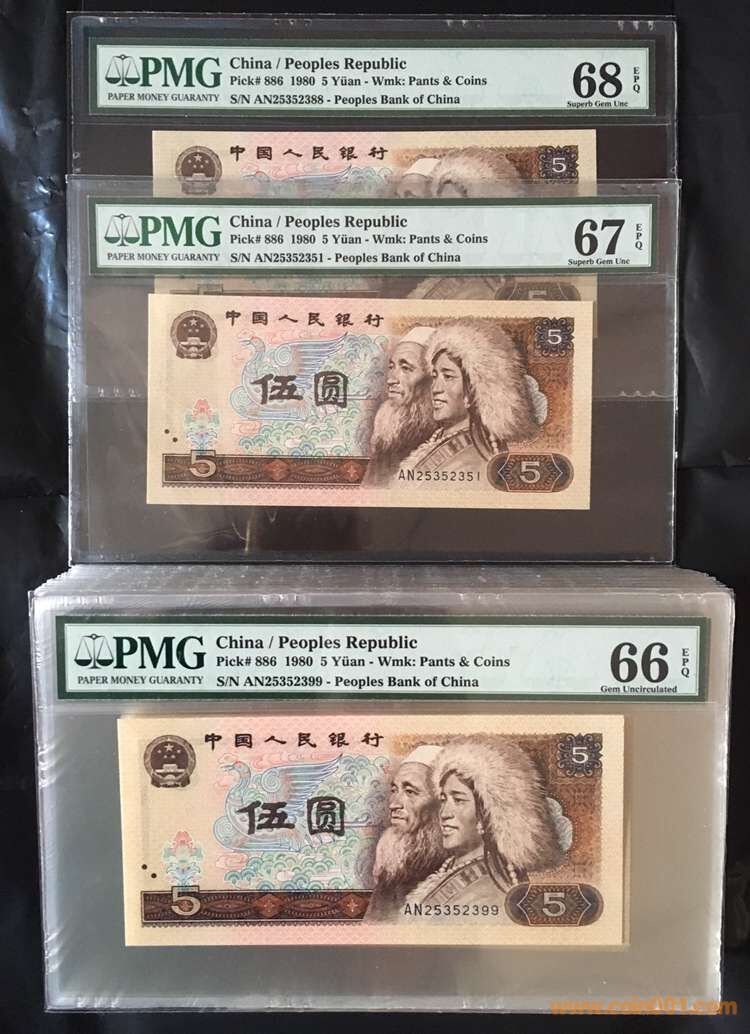 PMG
PAPER MONEY GUARANTY
China / Peoples Republic
Pick# 886 1980 5 Yüan - Wmk: Pants & Coins
S/N AN25352388 - Peoples Bank of China
68
EPQ
Superb Gem Unc
中国人民银行
5
PMG
PAPER MONEY GUARANTY
China / Peoples Republic
Pick# 886 1980 5 Yüan - Wmk: Pants & Coins
S/N AN25352351 - Peoples Bank of China
67
EPQ
Superb Gem Unc
5
中国人民银行
5
伍圆
AN25352351
5
5
PMG
PAPER MONEY GUARANTY
China / Peoples Republic
Pick# 886 1980 5 Yüan - Wmk: Pants & Coins
S/N AN25352399 - Peoples Bank of China
66
EPQ
Gem Uncirculated
中国人民银行
5
伍圆
AN25352399
5
5
www.coin001.com